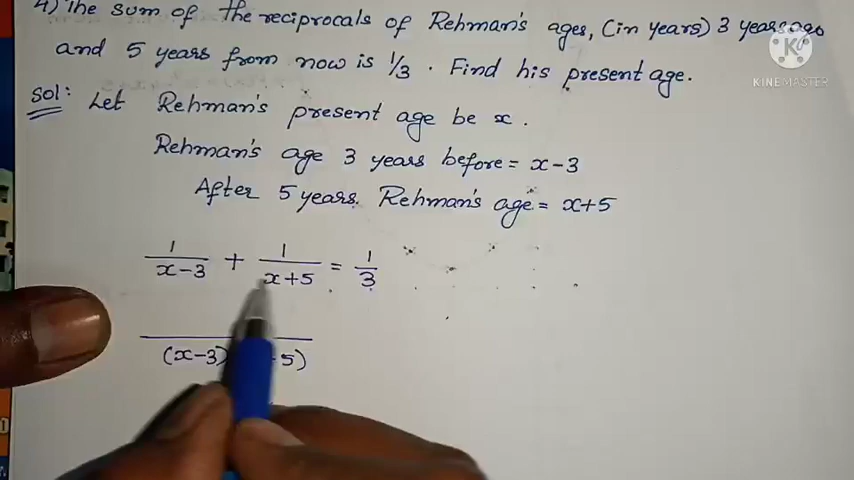 4) The sum of the reciprocals of Rehman's ages, (in years) 3 years ago
and 5 years from now is 1/3. Find his present age.
Sol: Let Rehman's present age be x.
Rehman's age 3 years before = x-3
After 5 years. Rehman's age = x+5
1/(x-3) + 1/(x+5) = 1/3
(x-3) 5)
K
KINEMASTER